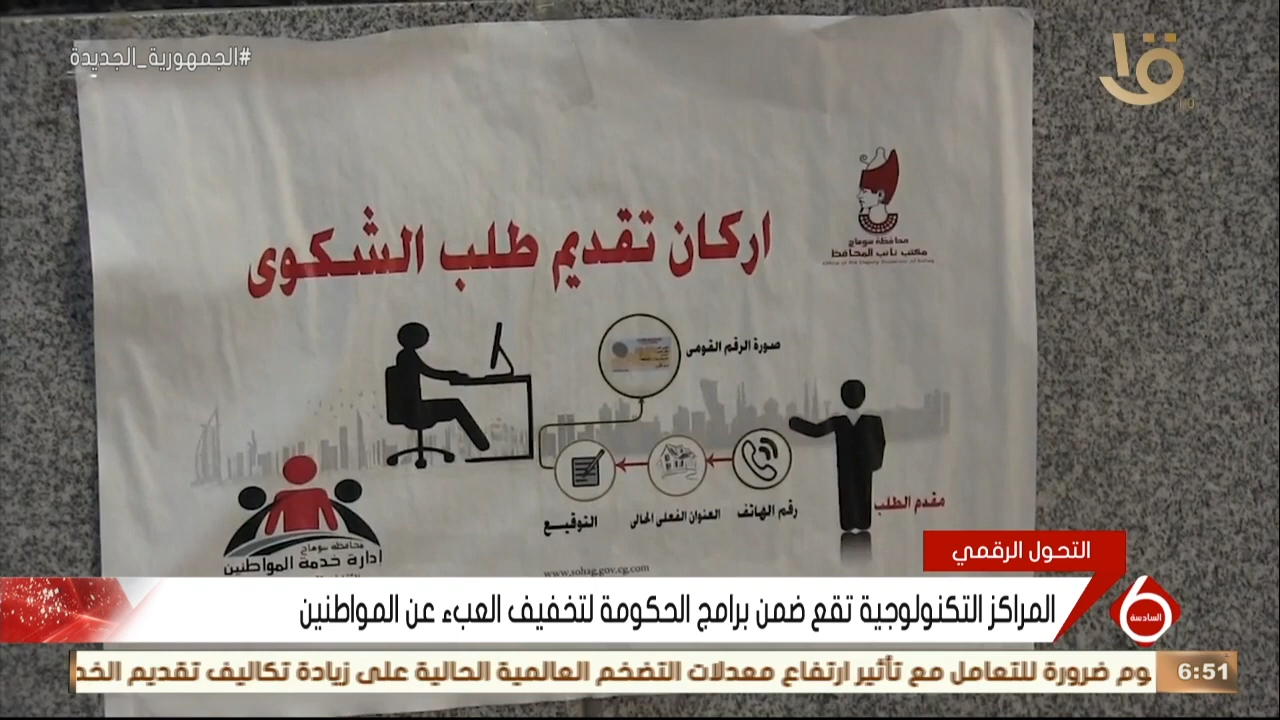 #الجمهورية_الجديدة
محافظة سوهاج
مكتب نائب المحافظ
اركان تقديم طلب الشكوى
صورة الرقم القومى
رقم الهاتف
العنوان الفعلى الحالى
التوقيع
مقدم الطلب
محافظة سوهاج
إدارة خدمة المواطنين
www.sohag.gov.eg.com
التحول الرقمي
السادسة
المراكز التكنولوجية تقع ضمن برامج الحكومة لتخفيف العبء عن المواطنين
6:51
وم ضرورة للتعامل مع تأثير ارتفاع معدلات التضخم العالمية الحالية على زيادة تكاليف تقديم الخد